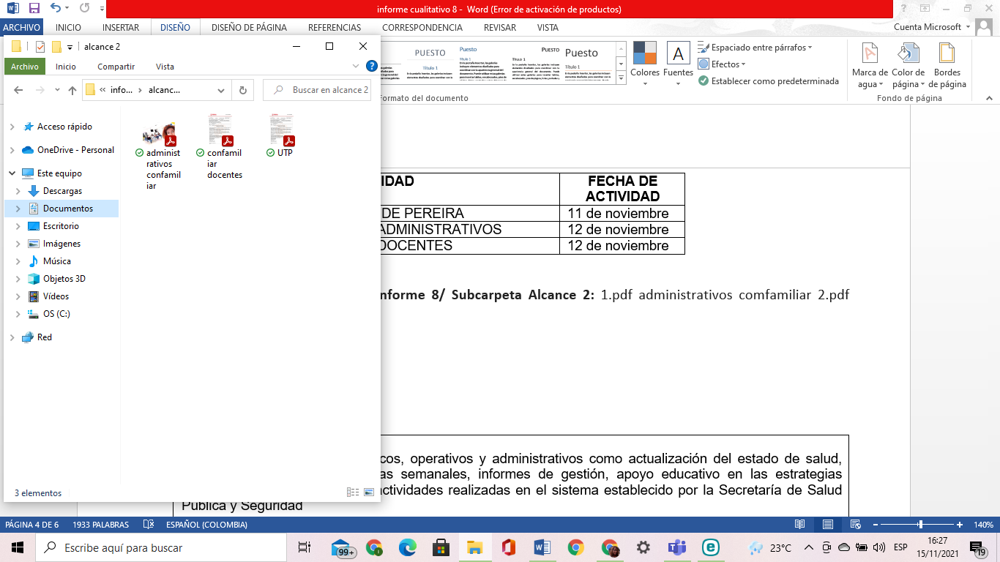 informe cualitativo 8 - Word (Error de activación de productos)
ARCHIVO INICIO INSERTAR DISEÑO DISEÑO DE PÁGINA REFERENCIAS CORRESPONDENCIA REVISAR VISTA Cuenta Microsoft
PUESTO Puesto PUESTO Puesto
Título 1 Título 1 Título 1 Título 1
Colores Fuentes
Espaciado entre párrafos
Efectos
Establecer como predeterminada
Marca de agua Color de página Bordes de página
Formato del documento Fondo de página
alcance 2
Archivo Inicio Compartir Vista
info... alcanc... Buscar en alcance 2
Acceso rápido
OneDrive - Personal
Este equipo
Descargas
Documentos
Escritorio
Imágenes
Música
Objetos 3D
Vídeos
OS (C:)
Red
administ
rativos
confamil
iar
confamil
iar
docentes
UTP
3 elementos
IDAD FECHA DE
ACTIVIDAD
DE PEREIRA 11 de noviembre
ADMINISTRATIVOS 12 de noviembre
DOCENTES 12 de noviembre
nforme 8/ Subcarpeta Alcance 2: 1.pdf administrativos comfamiliar 2.pdf
cos, operativos y administrativos como actualización del estado de salud,
as semanales, informes de gestión, apoyo educativo en las estrategias
ctividades realizadas en el sistema establecido por la Secretaría de Salud
Pública y Seguridad
PÁGINA 4 DE 6 1933 PALABRAS ESPAÑOL (COLOMBIA) 140%
Escribe aquí para buscar
99+
23°C
ESP
16:27
15/11/2021
19